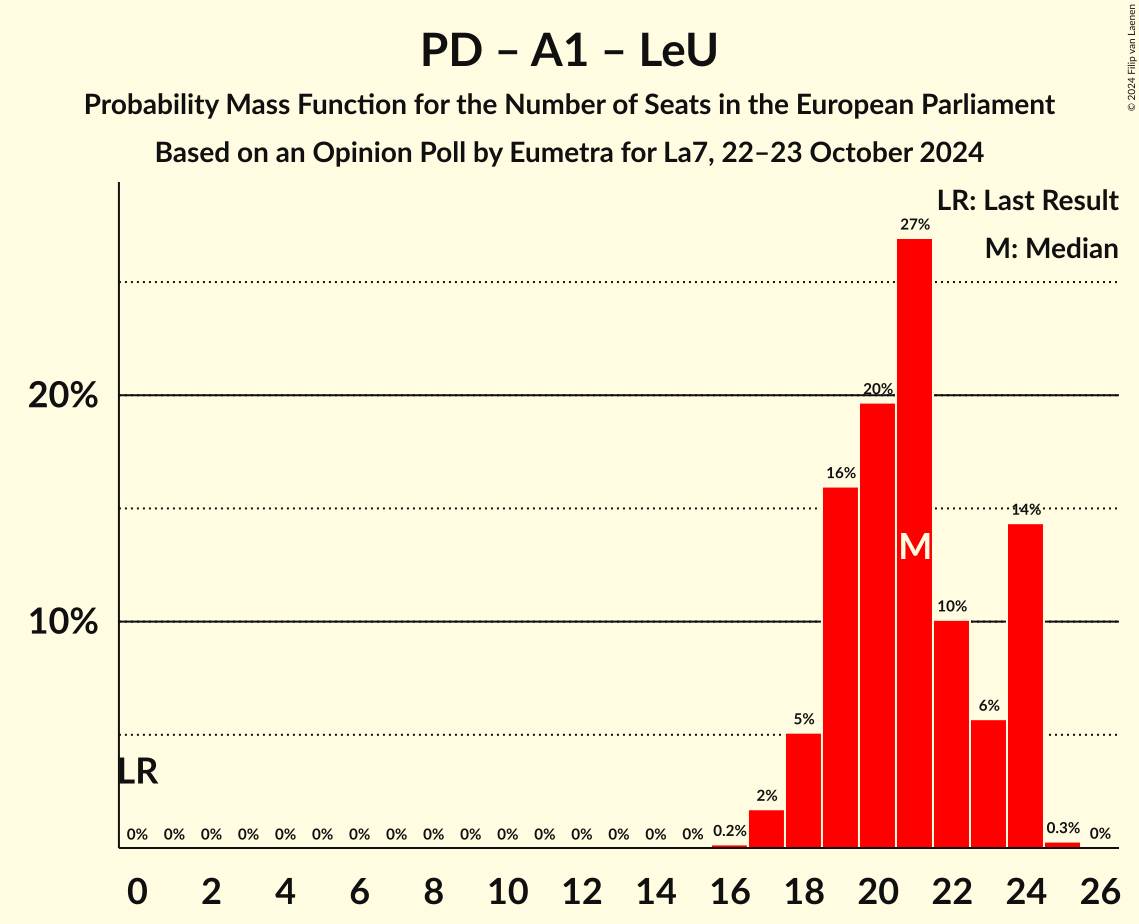 PD – A1 – LeU
Probability Mass Function for the Number of Seats in the European Parliament
Based on an Opinion Poll by Eumetra for La7, 22–23 October 2024
© 2024 Filip van Laenen
LR: Last Result
M: Median
20%
10%
LR
M
0% 0% 0% 0% 0% 0% 0% 0% 0% 0% 0% 0% 0% 0% 0% 0% 0.2% 2% 5% 16% 20% 27% 10% 6% 14% 0.3% 0%
0 2 4 6 8 10 12 14 16 18 20 22 24 26